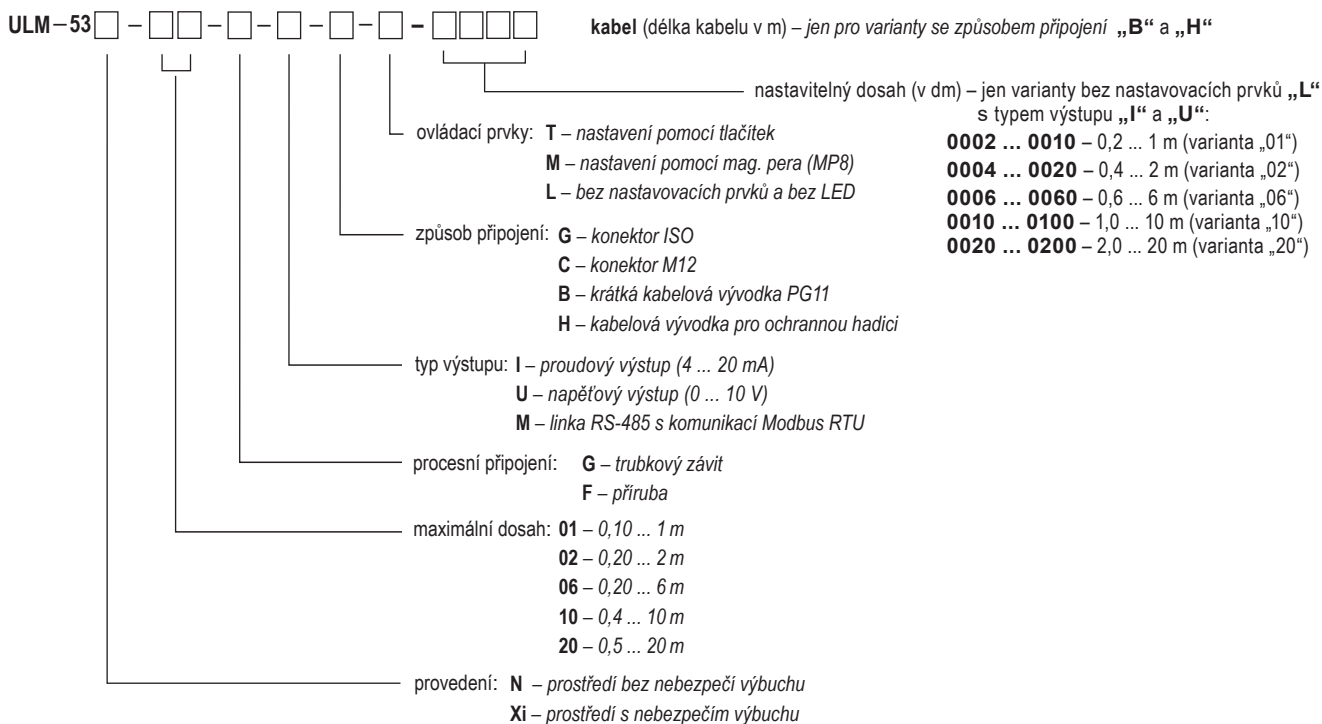 ULM – 53 – – – – – – kabel (délka kabelu v m) – jen pro varianty se způsobem připojení „B“ a „H“
nastavitelný dosah (v dm) – jen varianty bez nastavovacích prvků „L“
s typem výstupu „I“ a „U“:
0002 ... 0010 – 0,2 ... 1 m (varianta „01“)
0004 ... 0020 – 0,4 ... 2 m (varianta „02“)
0006 ... 0060 – 0,6 ... 6 m (varianta „06“)
0010 ... 0100 – 1,0 ... 10 m (varianta „10“)
0020 ... 0200 – 2,0 ... 20 m (varianta „20“)
ovládací prvky: T – nastavení pomocí tlačítek
M – nastavení pomocí mag. pera (MP8)
L – bez nastavovacích prvků a bez LED
způsob připojení: G – konektor ISO
C – konektor M12
B – krátká kabelová vývodka PG11
H – kabelová vývodka pro ochrannou hadici
typ výstupu: I – proudový výstup (4 ... 20 mA)
U – napěťový výstup (0 ... 10 V)
M – linka RS-485 s komunikací Modbus RTU
procesní připojení: G – trubkový závit
F – příruba
maximální dosah: 01 – 0,10 ... 1 m
02 – 0,20 ... 2 m
06 – 0,20 ... 6 m
10 – 0,4 ... 10 m
20 – 0,5 ... 20 m
provedení: N – prostředí bez nebezpečí výbuchu
Xi – prostředí s nebezpečím výbuchu